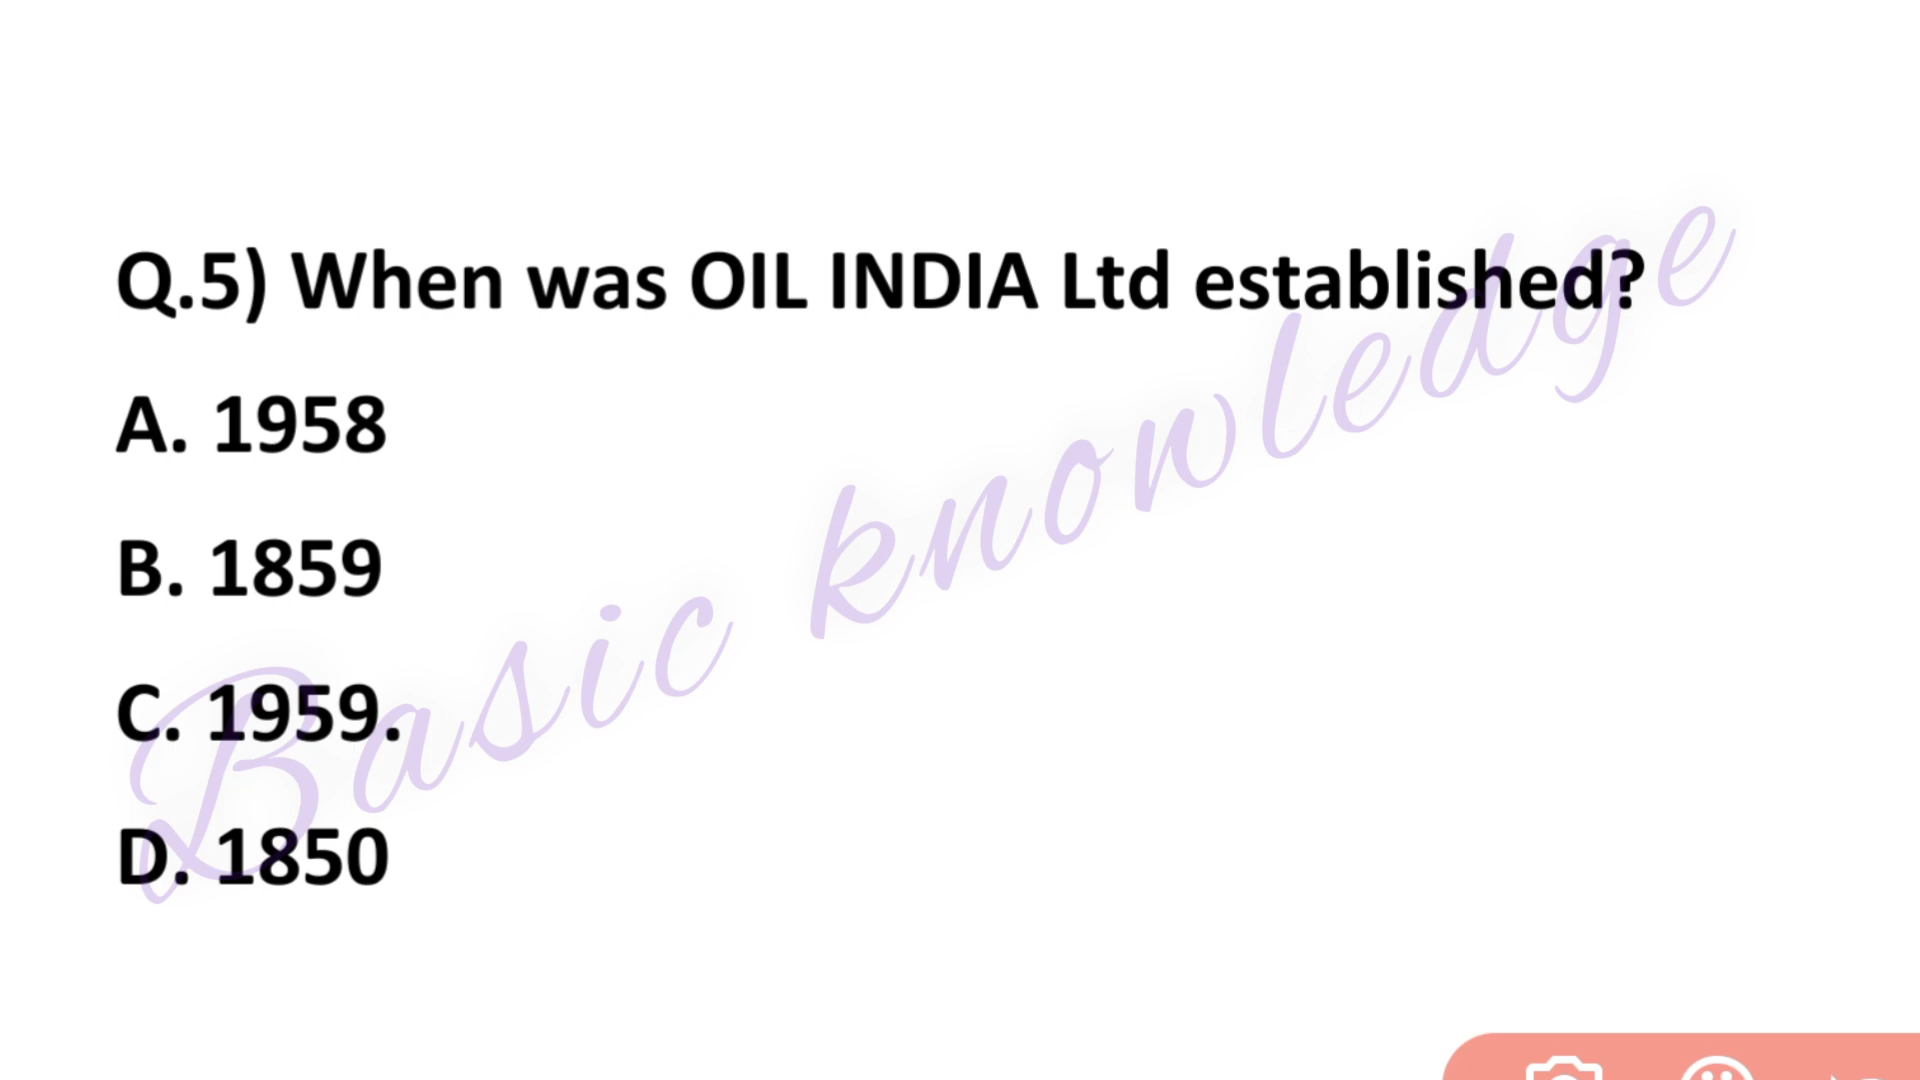 Q.5) When was OIL INDIA Ltd established?
A. 1958
B. 1859
C. 1959.
D. 1850
Basic knowledge